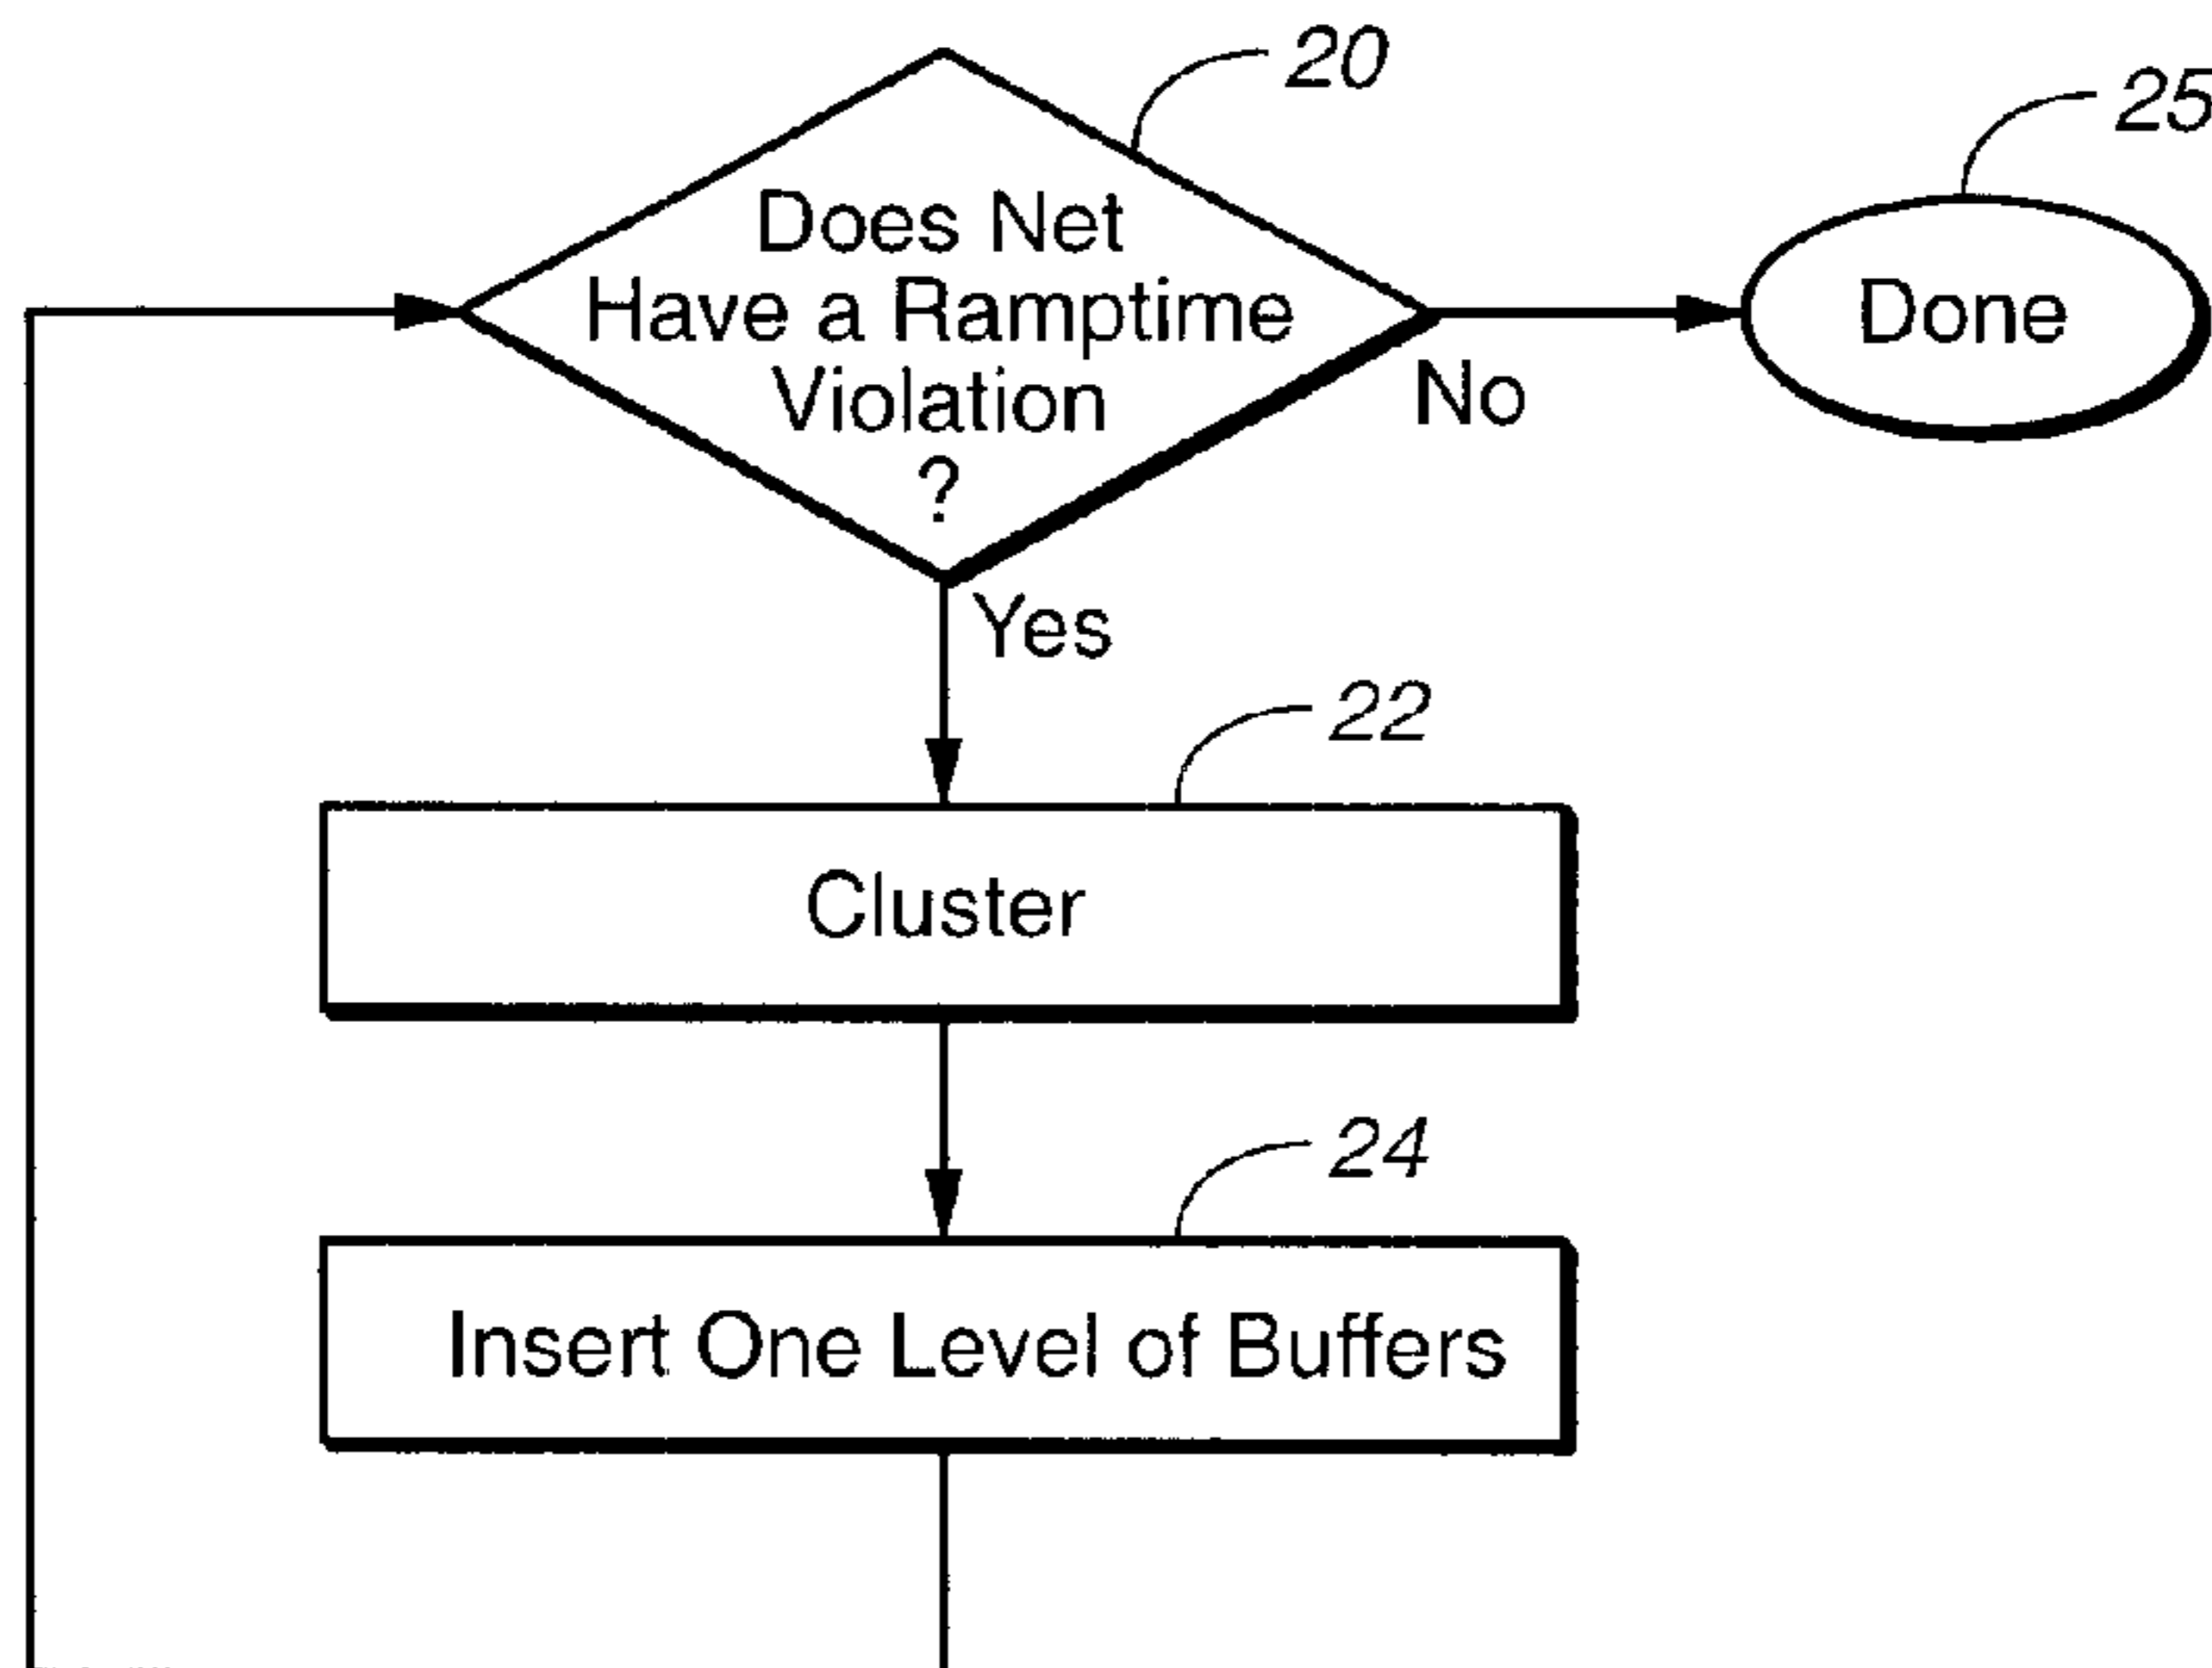 20
25
Does Net
Have a Ramptime
Violation
?
Done
No
Yes
22
Cluster
24
Insert One Level of Buffers